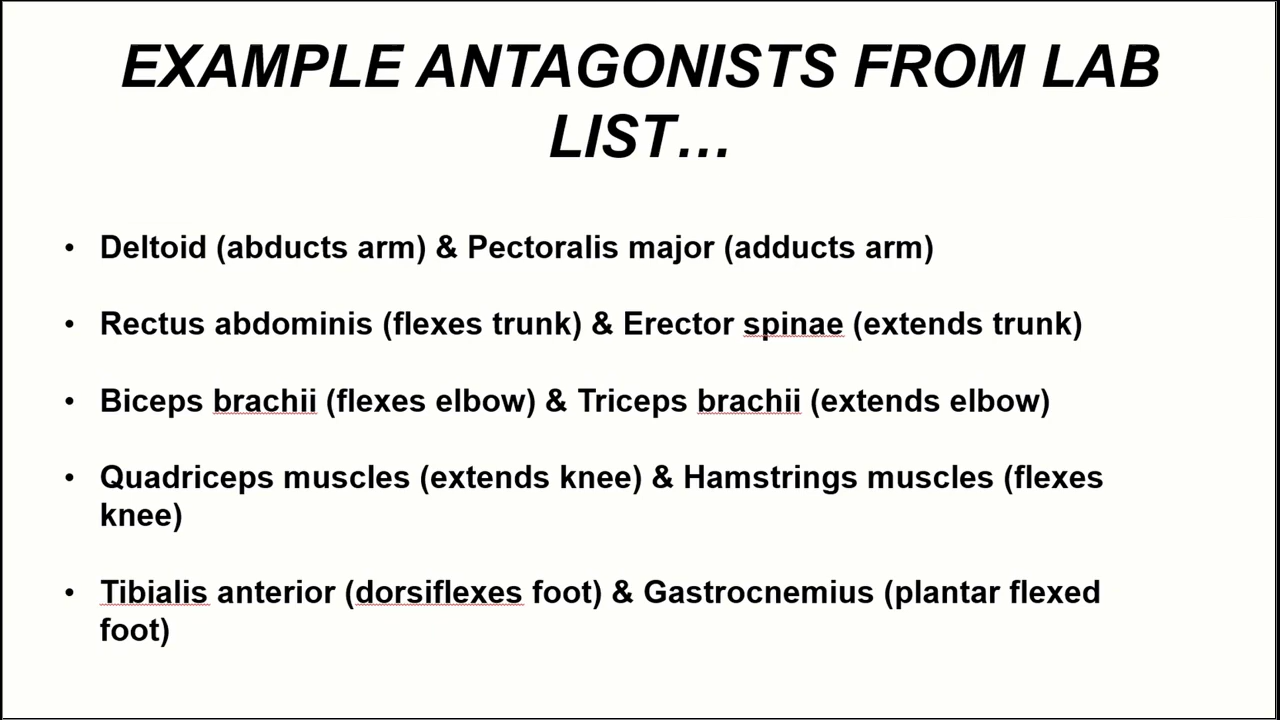 EXAMPLE ANTAGONISTS FROM LAB
LIST…
• Deltoid (abducts arm) & Pectoralis major (adducts arm)
• Rectus abdominis (flexes trunk) & Erector spinae (extends trunk)
• Biceps brachii (flexes elbow) & Triceps brachii (extends elbow)
• Quadriceps muscles (extends knee) & Hamstrings muscles (flexes
knee)
• Tibialis anterior (dorsiflexes foot) & Gastrocnemius (plantar flexed
foot)